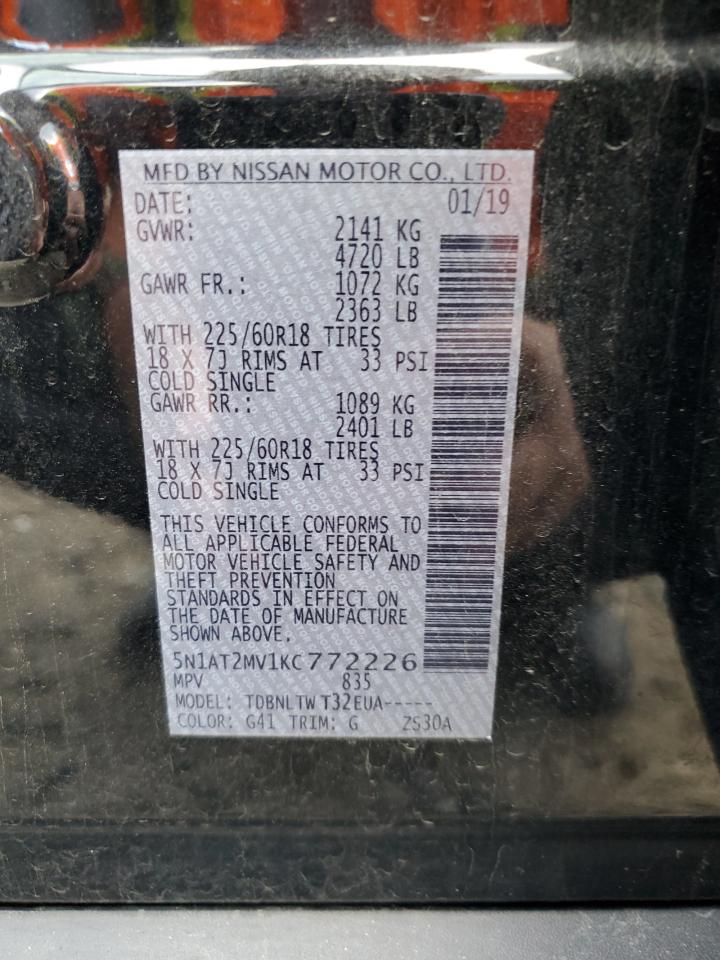 MFD BY NISSAN MOTOR CO., LTD.
DATE: 01/19
GVWR: 2141 KG
4720 LB
GAWR FR.: 1072 KG
2363 LB
WITH 225/60R18 TIRES
18 X 7J RIMS AT 33 PSI
COLD SINGLE
GAWR RR.: 1089 KG
2401 LB
WITH 225/60R18 TIRES
18 X 7J RIMS AT 33 PSI
COLD SINGLE
THIS VEHICLE CONFORMS TO
ALL APPLICABLE FEDERAL
MOTOR VEHICLE SAFETY AND
THEFT PREVENTION
STANDARDS IN EFFECT ON
THE DATE OF MANUFACTURE
SHOWN ABOVE.
5N1AT2MV1KC772226
MPV 835
MODEL: TDBNLTW T32EUA-----
COLOR: G41 TRIM: G 2S30A